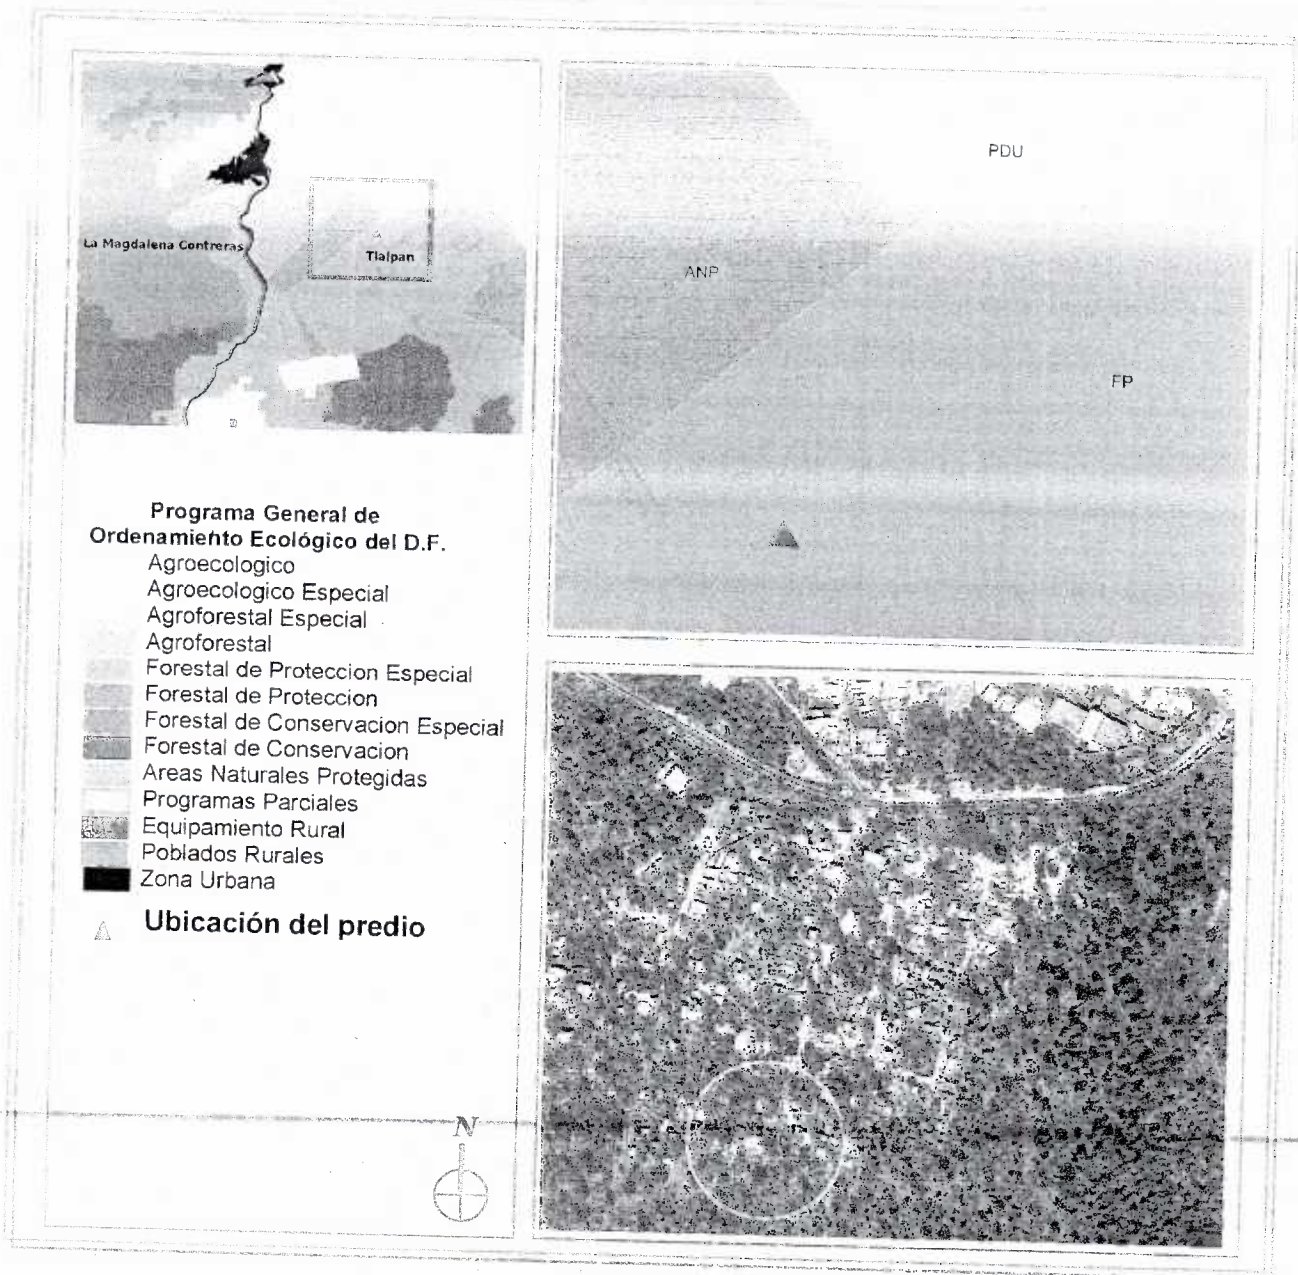 La Magdalena Contreras
Tlalpan
PDU
ANP
FP
Programa General de
Ordenamiento Ecológico del D.F.
Agroecologico
Agroecologico Especial
Agroforestal Especial
Agroforestal
Forestal de Proteccion Especial
Forestal de Proteccion
Forestal de Conservacion Especial
Forestal de Conservacion
Areas Naturales Protegidas
Programas Parciales
Equipamiento Rural
Poblados Rurales
Zona Urbana
Ubicación del predio
N